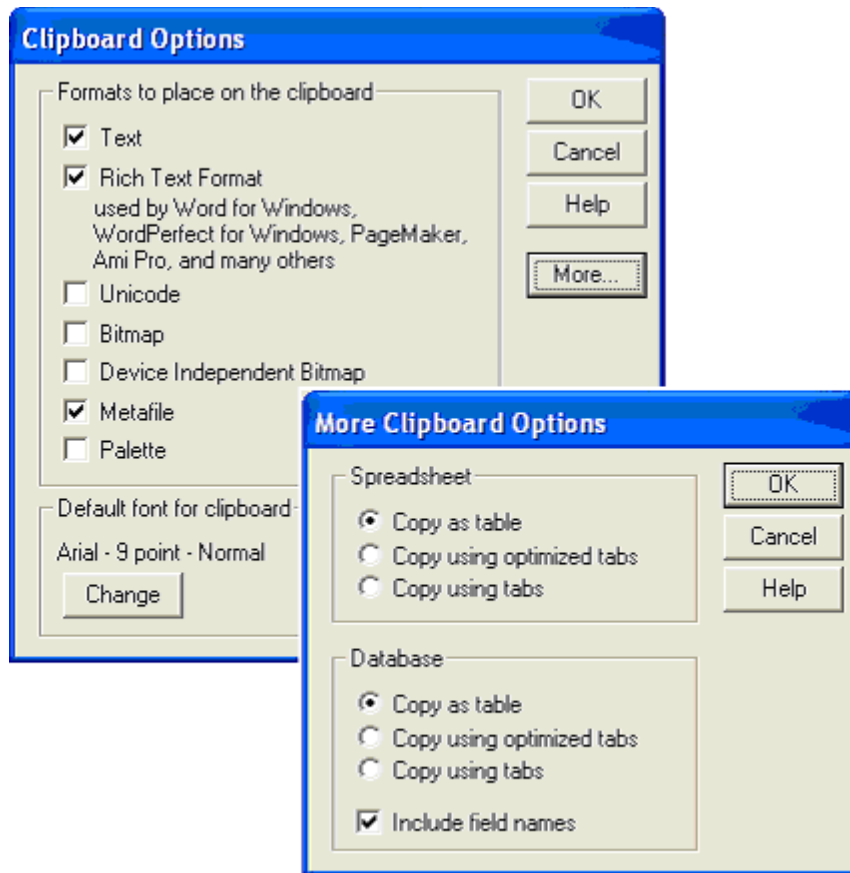 Clipboard Options
Formats to place on the clipboard
Text
Rich Text Format
used by Word for Windows,
WordPerfect for Windows, PageMaker,
Ami Pro, and many others
Unicode
Bitmap
Device Independent Bitmap
Metafile
Palette
Default font for clipboard
Arial - 9 point - Normal
Change
OK
Cancel
Help
More...
More Clipboard Options
Spreadsheet
Copy as table
Copy using optimized tabs
Copy using tabs
Database
Copy as table
Copy using optimized tabs
Copy using tabs
Include field names
OK
Cancel
Help